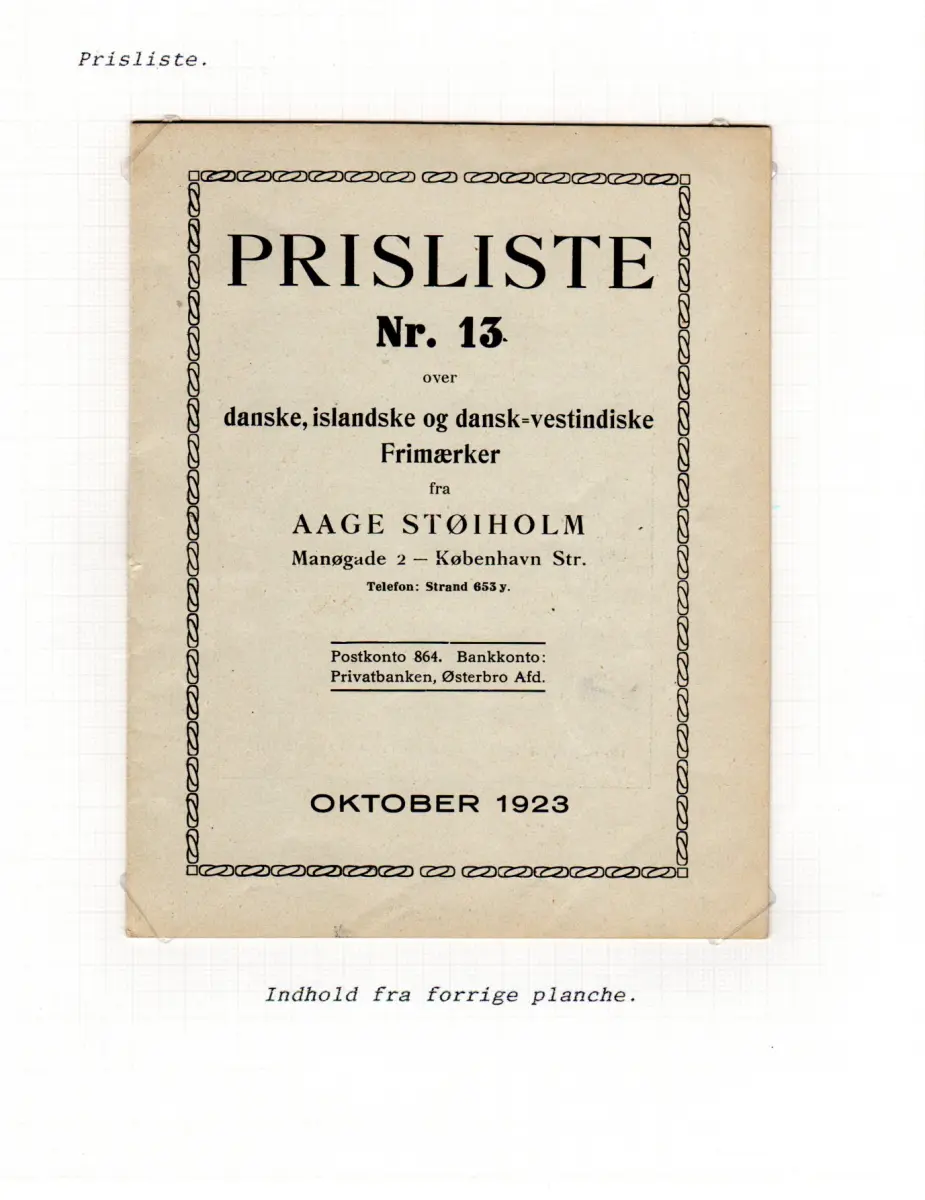 Prisliste.
PRISLISTE
Nr. 13.
over
danske, islandske og dansk=vestindiske
Frimærker
fra
AAGE STØIHOLM
Manøgade 2 — København Str.
Telefon: Strand 653 y.
Postkonto 864. Bankkonto:
Privatbanken, Østerbro Afd.
OKTOBER 1923
Indhold fra forrige planche.